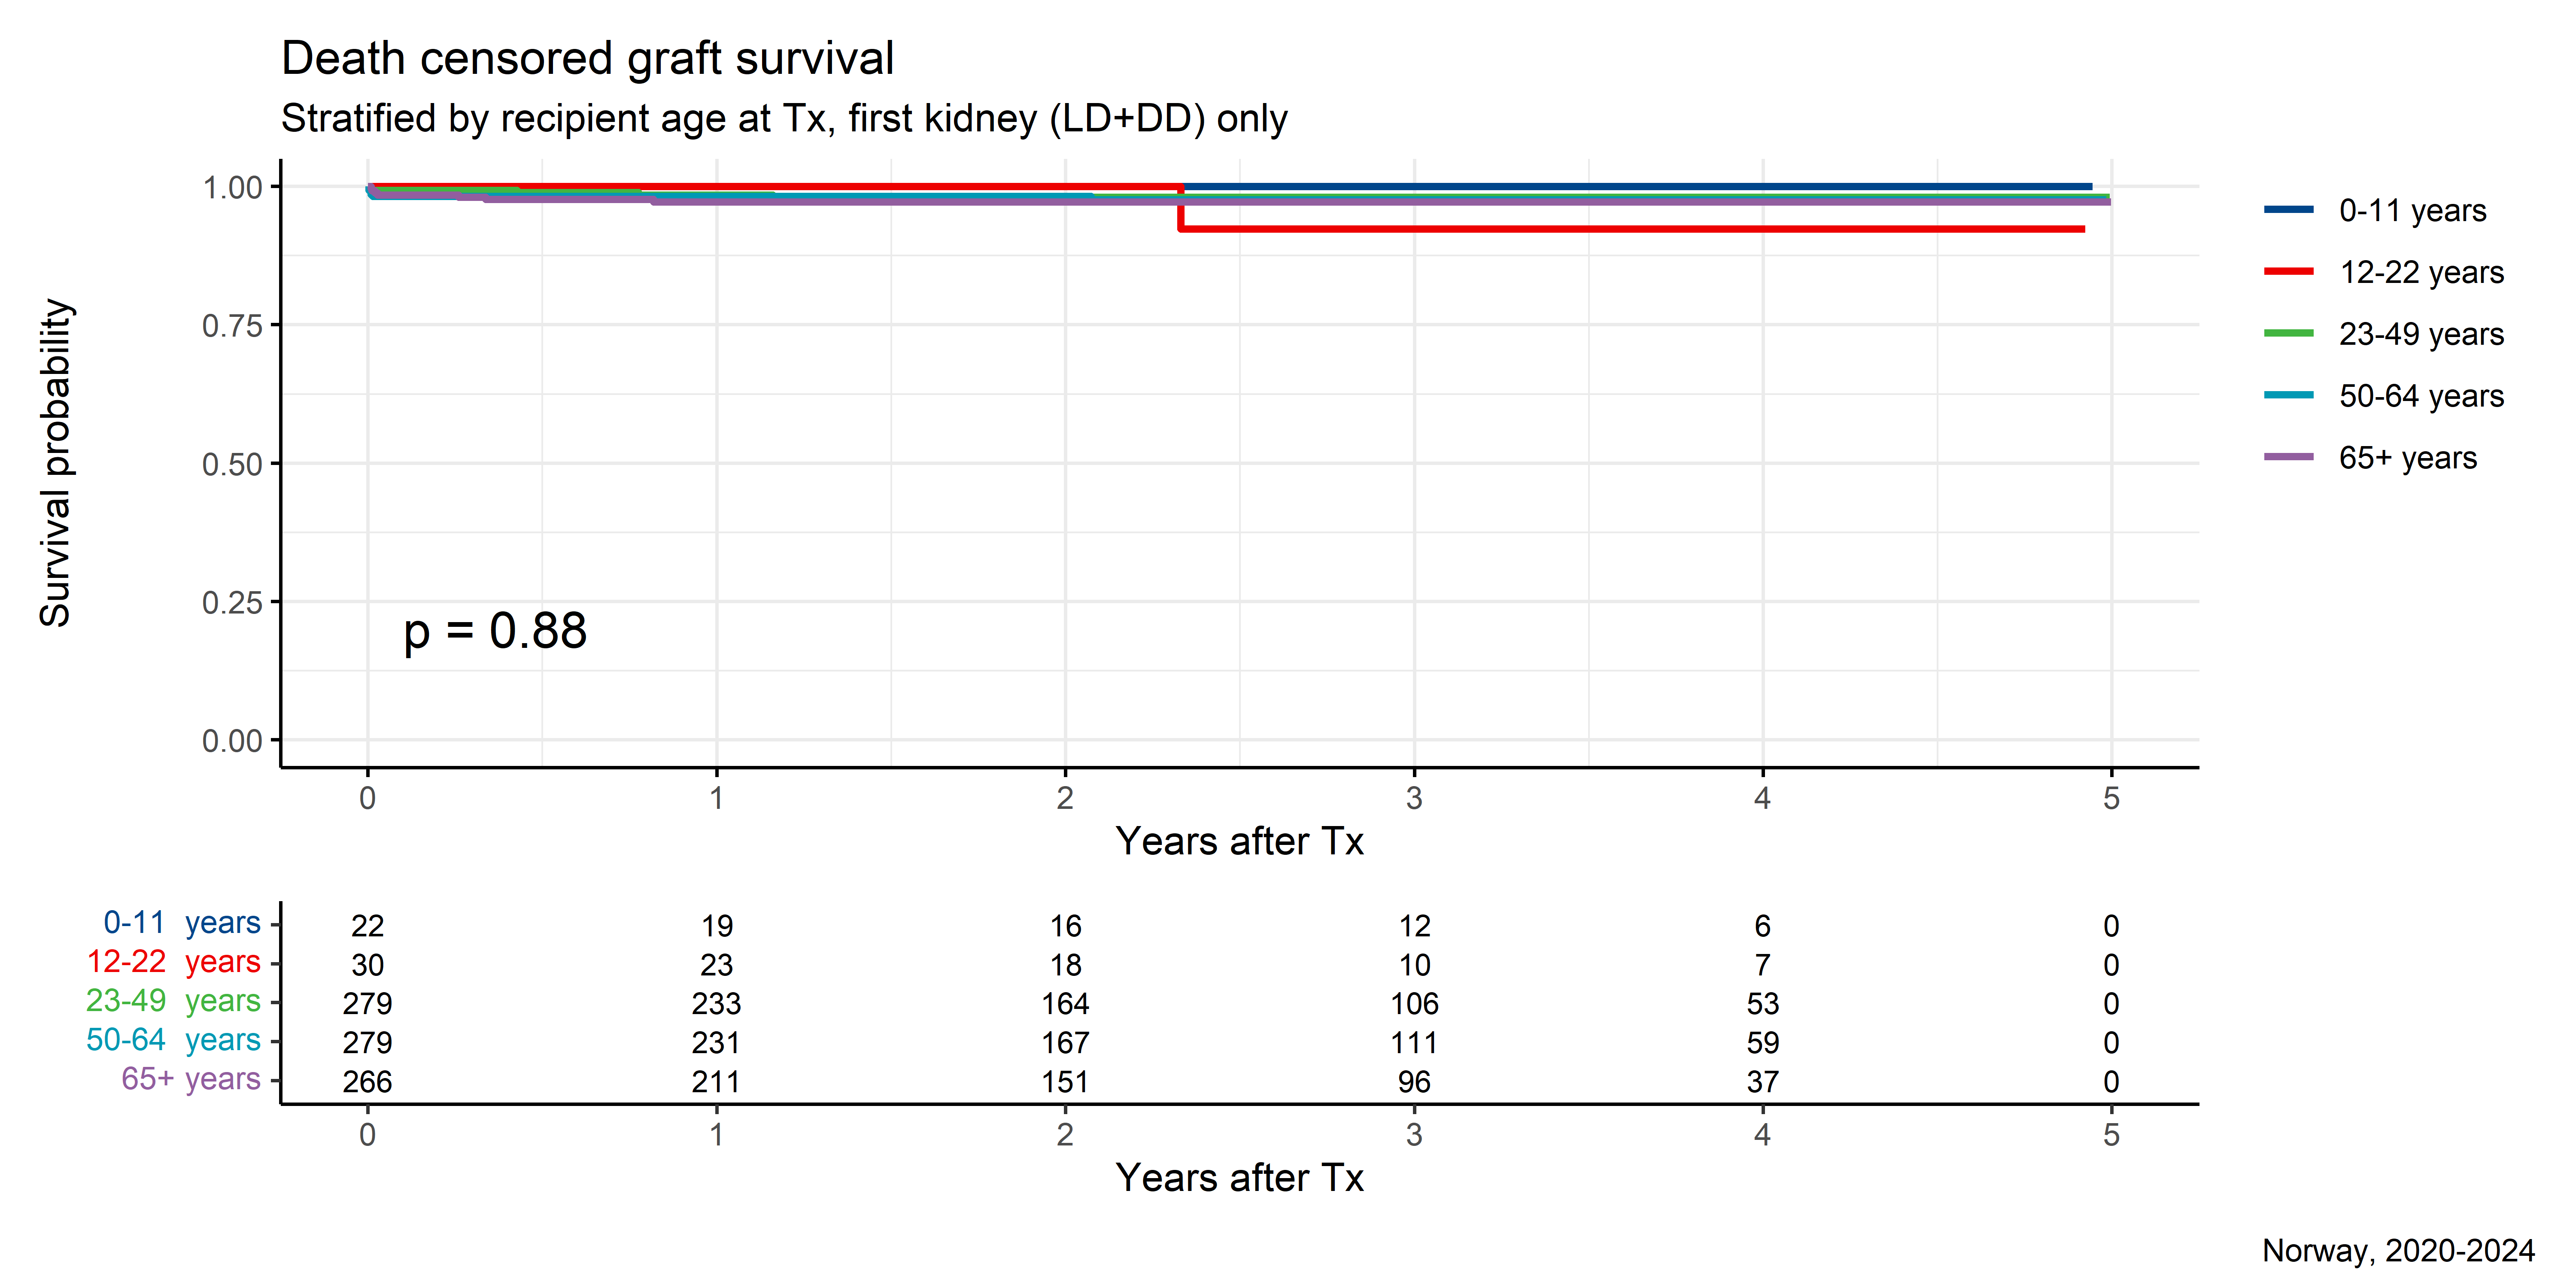 Death censored graft survival
Stratified by recipient age at Tx, first kidney (LD+DD) only
Survival probability
1.00
0.75
0.50
0.25
0.00
p = 0.88
0 1 2 3 4 5
Years after Tx
0-11 years
12-22 years
23-49 years
50-64 years
65+ years
0-11 years 22 19 16 12 6 0
12-22 years 30 23 18 10 7 0
23-49 years 279 233 164 106 53 0
50-64 years 279 231 167 111 59 0
65+ years 266 211 151 96 37 0
0 1 2 3 4 5
Years after Tx
Norway, 2020-2024